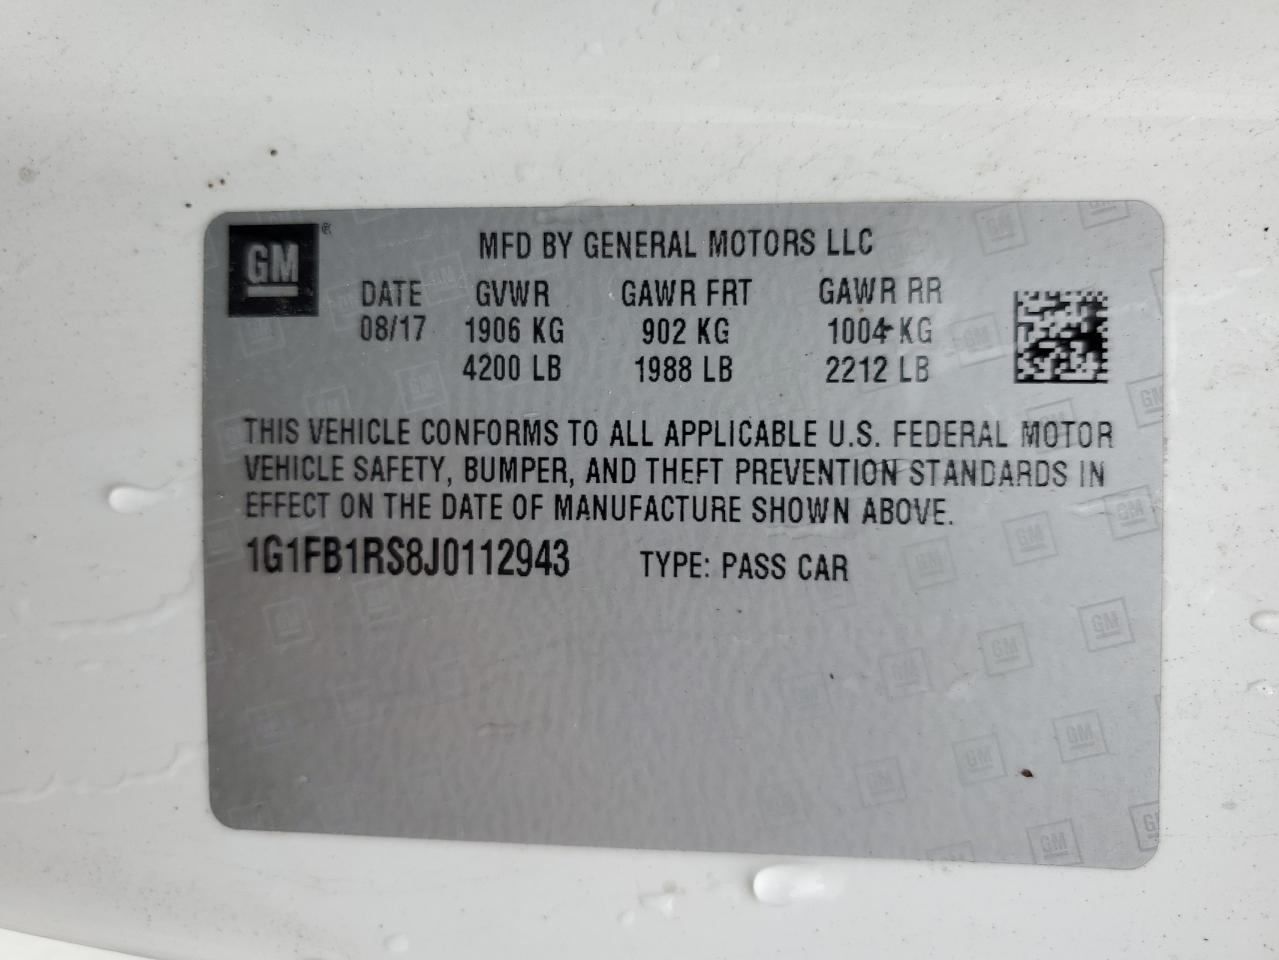 GM ®
MFD BY GENERAL MOTORS LLC
DATE GVWR GAWR FRT GAWR RR
08/17 1906 KG 902 KG 1004 KG
4200 LB 1988 LB 2212 LB
THIS VEHICLE CONFORMS TO ALL APPLICABLE U.S. FEDERAL MOTOR
VEHICLE SAFETY, BUMPER, AND THEFT PREVENTION STANDARDS IN
EFFECT ON THE DATE OF MANUFACTURE SHOWN ABOVE.
1G1FB1RS8J0112943 TYPE: PASS CAR